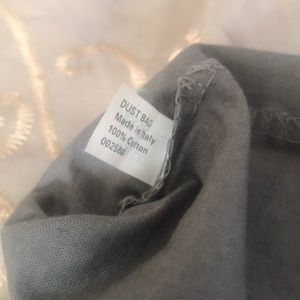 DUST BAG
Made in Italy
100% Cotton
002586